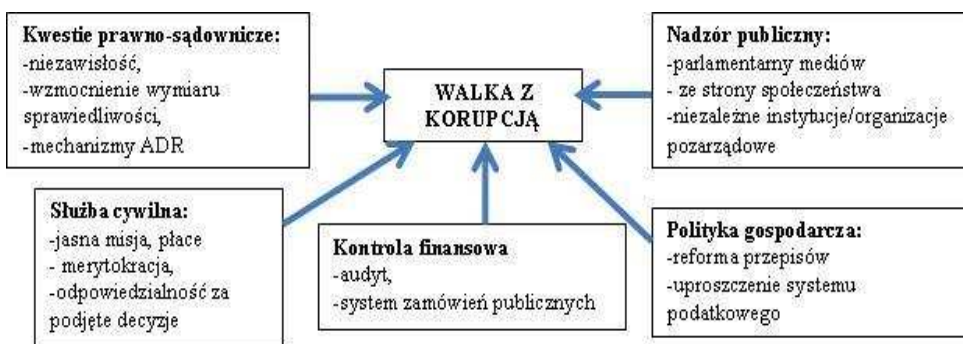 Kwestie prawno-sądownicze:
-niezawisłość,
-wzmocnienie wymiaru
sprawiedliwości,
-mechanizmy ADR
WALKA Z
KORUPCJĄ
Nadzór publiczny:
-parlamentarny mediów
- ze strony społeczeństwa
-niezależne instytucje/organizacje
pozarządowe
Służba cywilna:
-jasna misja, płace
- merytokracja,
-odpowiedzialność za
podjęte decyzje
Kontrola finansowa
-audyt,
-system zamówień publicznych
Polityka gospodarcza:
-reforma przepisów
-uproszczenie systemu
podatkowego